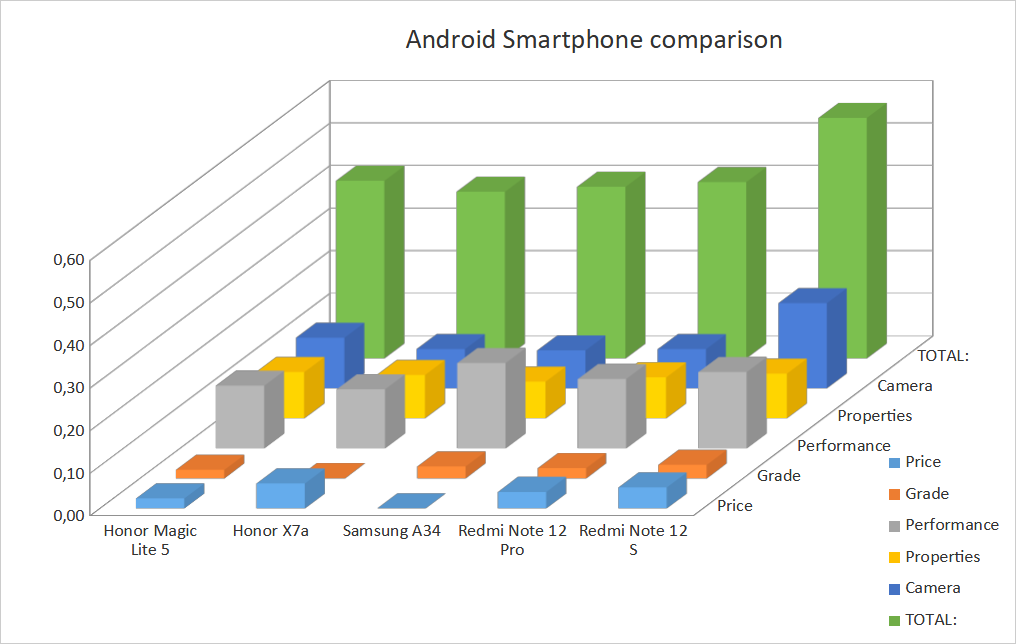 Android Smartphone comparison
0,60
0,50
0,40
0,30
0,20
0,10
0,00
Honor Magic
Lite 5
Honor X7a
Samsung A34
Redmi Note 12
Pro
Redmi Note 12
S
TOTAL:
Camera
Properties
Performance
Grade
Price
Price
Grade
Performance
Properties
Camera
TOTAL: